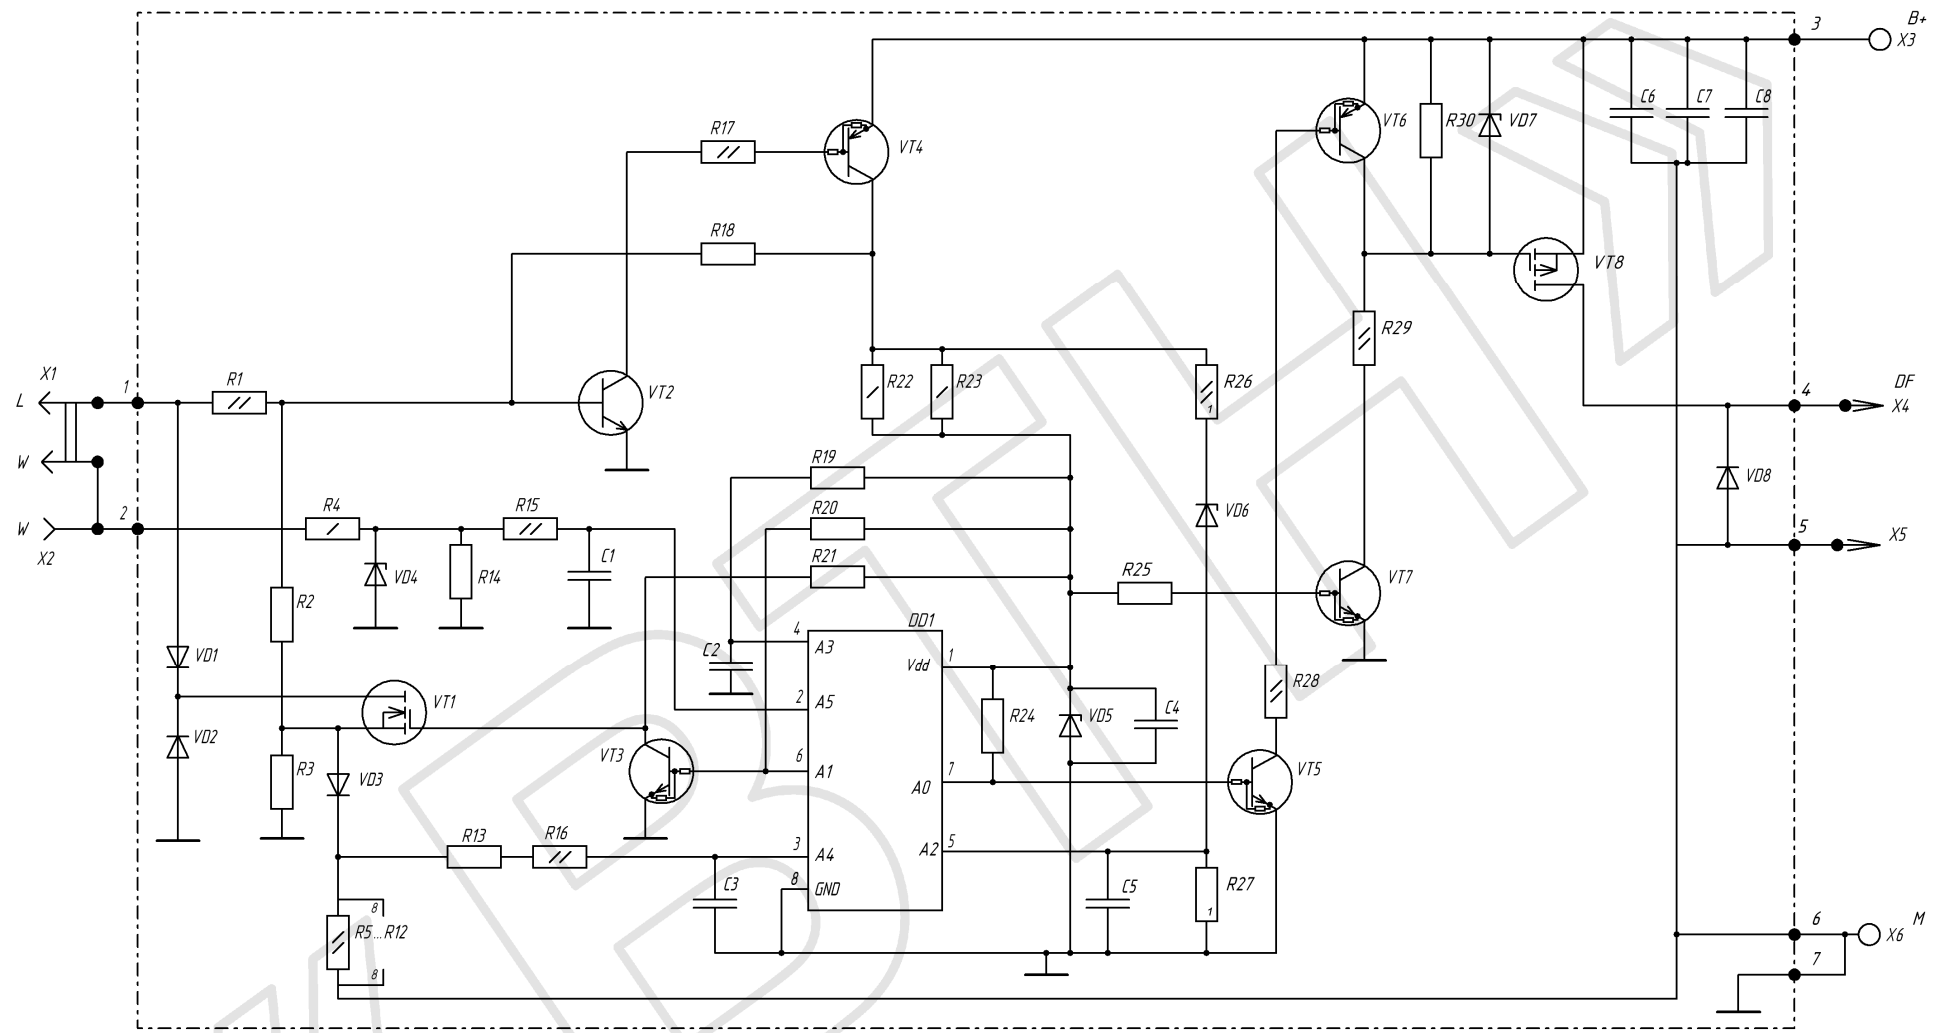 3
B+
X3
C6
C7
C8
R17
VT4
VT6
R30
VD7
R18
VT8
R29
X1
L
1
R1
VT2
R22
R23
R26
1
4
DF
X4
W
R19
R20
R21
VD6
VD8
W
X2
2
R4
R15
C1
VD4
R14
5
X5
R25
VT7
R2
DD1
C2
4
A3
Vdd
1
VD1
2
A5
R24
VD5
C4
R28
VT1
VD2
VT3
6
A1
7
A0
VT5
R3
VD3
R13
R16
3
A4
A2
5
8
GND
C3
C5
R27
1
8
R5...R12
8
6
M
X6
7
«ВТН»